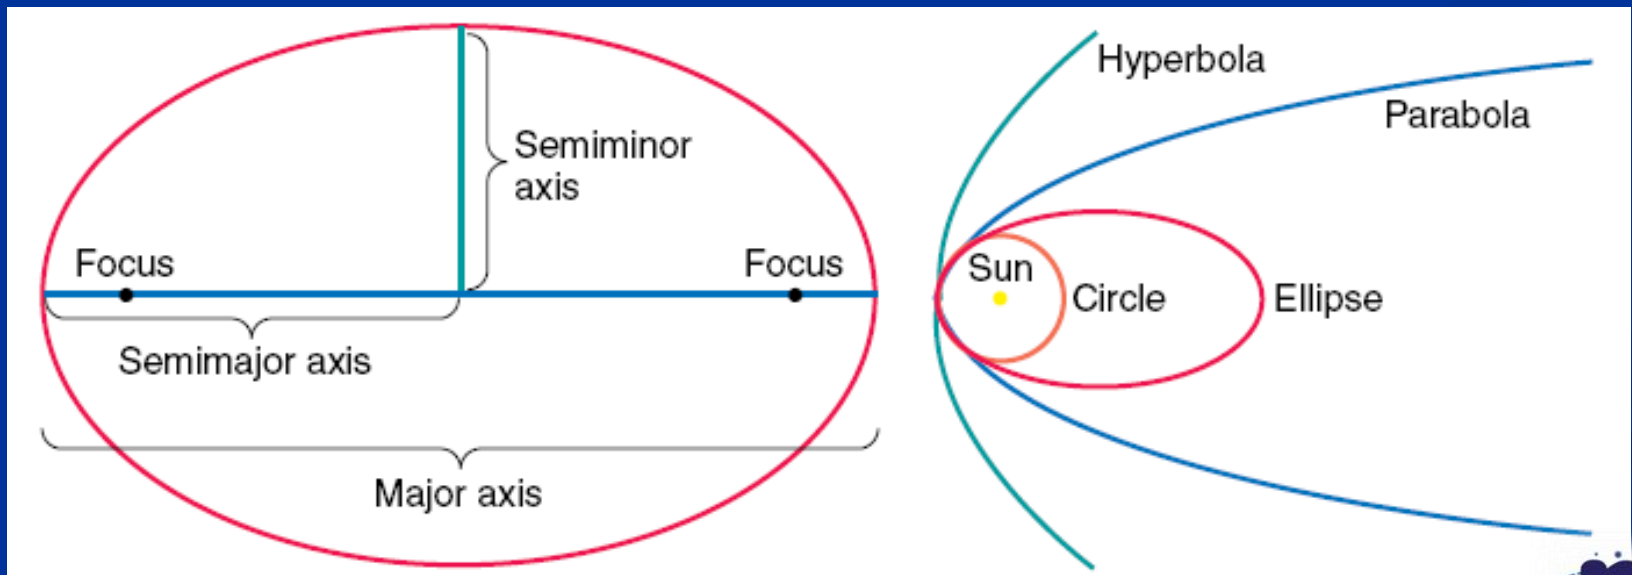 Semiminor
axis
Focus
Focus
Semimajor axis
Major axis
Hyperbola
Parabola
Sun
Circle
Ellipse